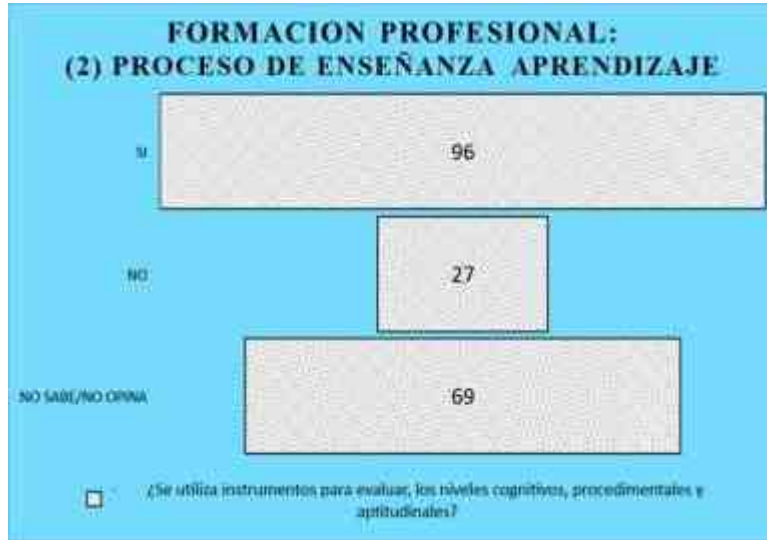 FORMACION PROFESIONAL:
(2) PROCESO DE ENSEÑANZA APRENDIZAJE
SI
96
NO
27
NO SABE/NO OPINA
69
¿Se utiliza instrumentos para evaluar, los niveles cognitivos, procedimentales y
aptitudinales?